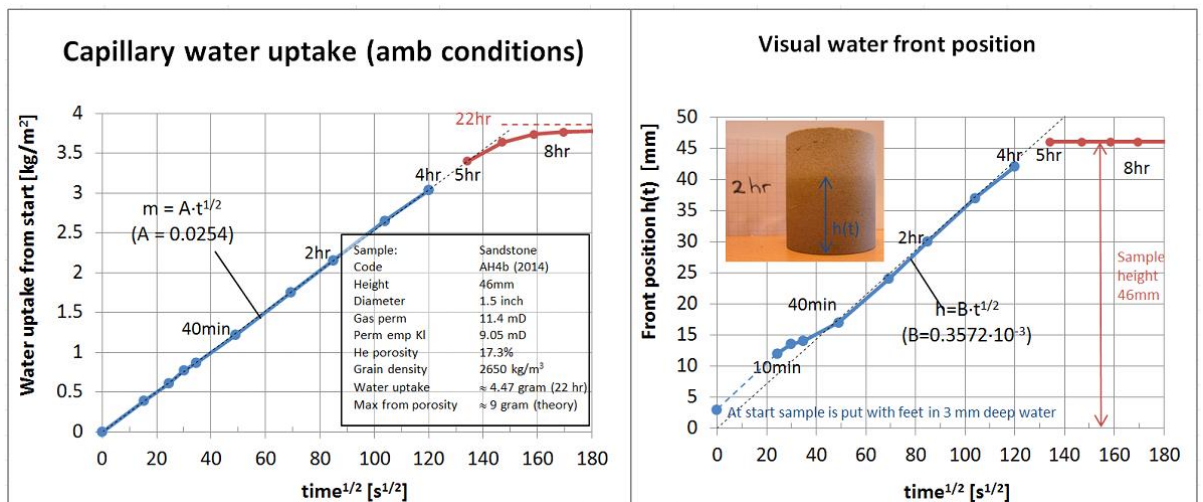 Capillary water uptake (amb conditions)
Water uptake from start [kg/m²]
4
3.5
3
2.5
2
1.5
1
0.5
0
22hr
8hr
4hr
5hr
m = A·t^1/2
(A = 0.0254)
2hr
40min
Sample: Sandstone
Code AH4b (2014)
Height 46mm
Diameter 1.5 inch
Gas perm 11.4 mD
Perm emp Kl 9.05 mD
He porosity 17.3%
Grain density 2650 kg/m³
Water uptake ≈ 4.47 gram (22 hr)
Max from porosity ≈ 9 gram (theory)
0 20 40 60 80 100 120 140 160 180
time^1/2 [s^1/2]
Visual water front position
Front position h(t) [mm]
50
45
40
35
30
25
20
15
10
5
0
2 hr
h(t)
4hr
5hr
8hr
2hr
Sample
height
46mm
40min
h=B·t^1/2
(B=0.3572·10^-3)
10min
At start sample is put with feet in 3 mm deep water
0 20 40 60 80 100 120 140 160 180
time^1/2 [s^1/2]